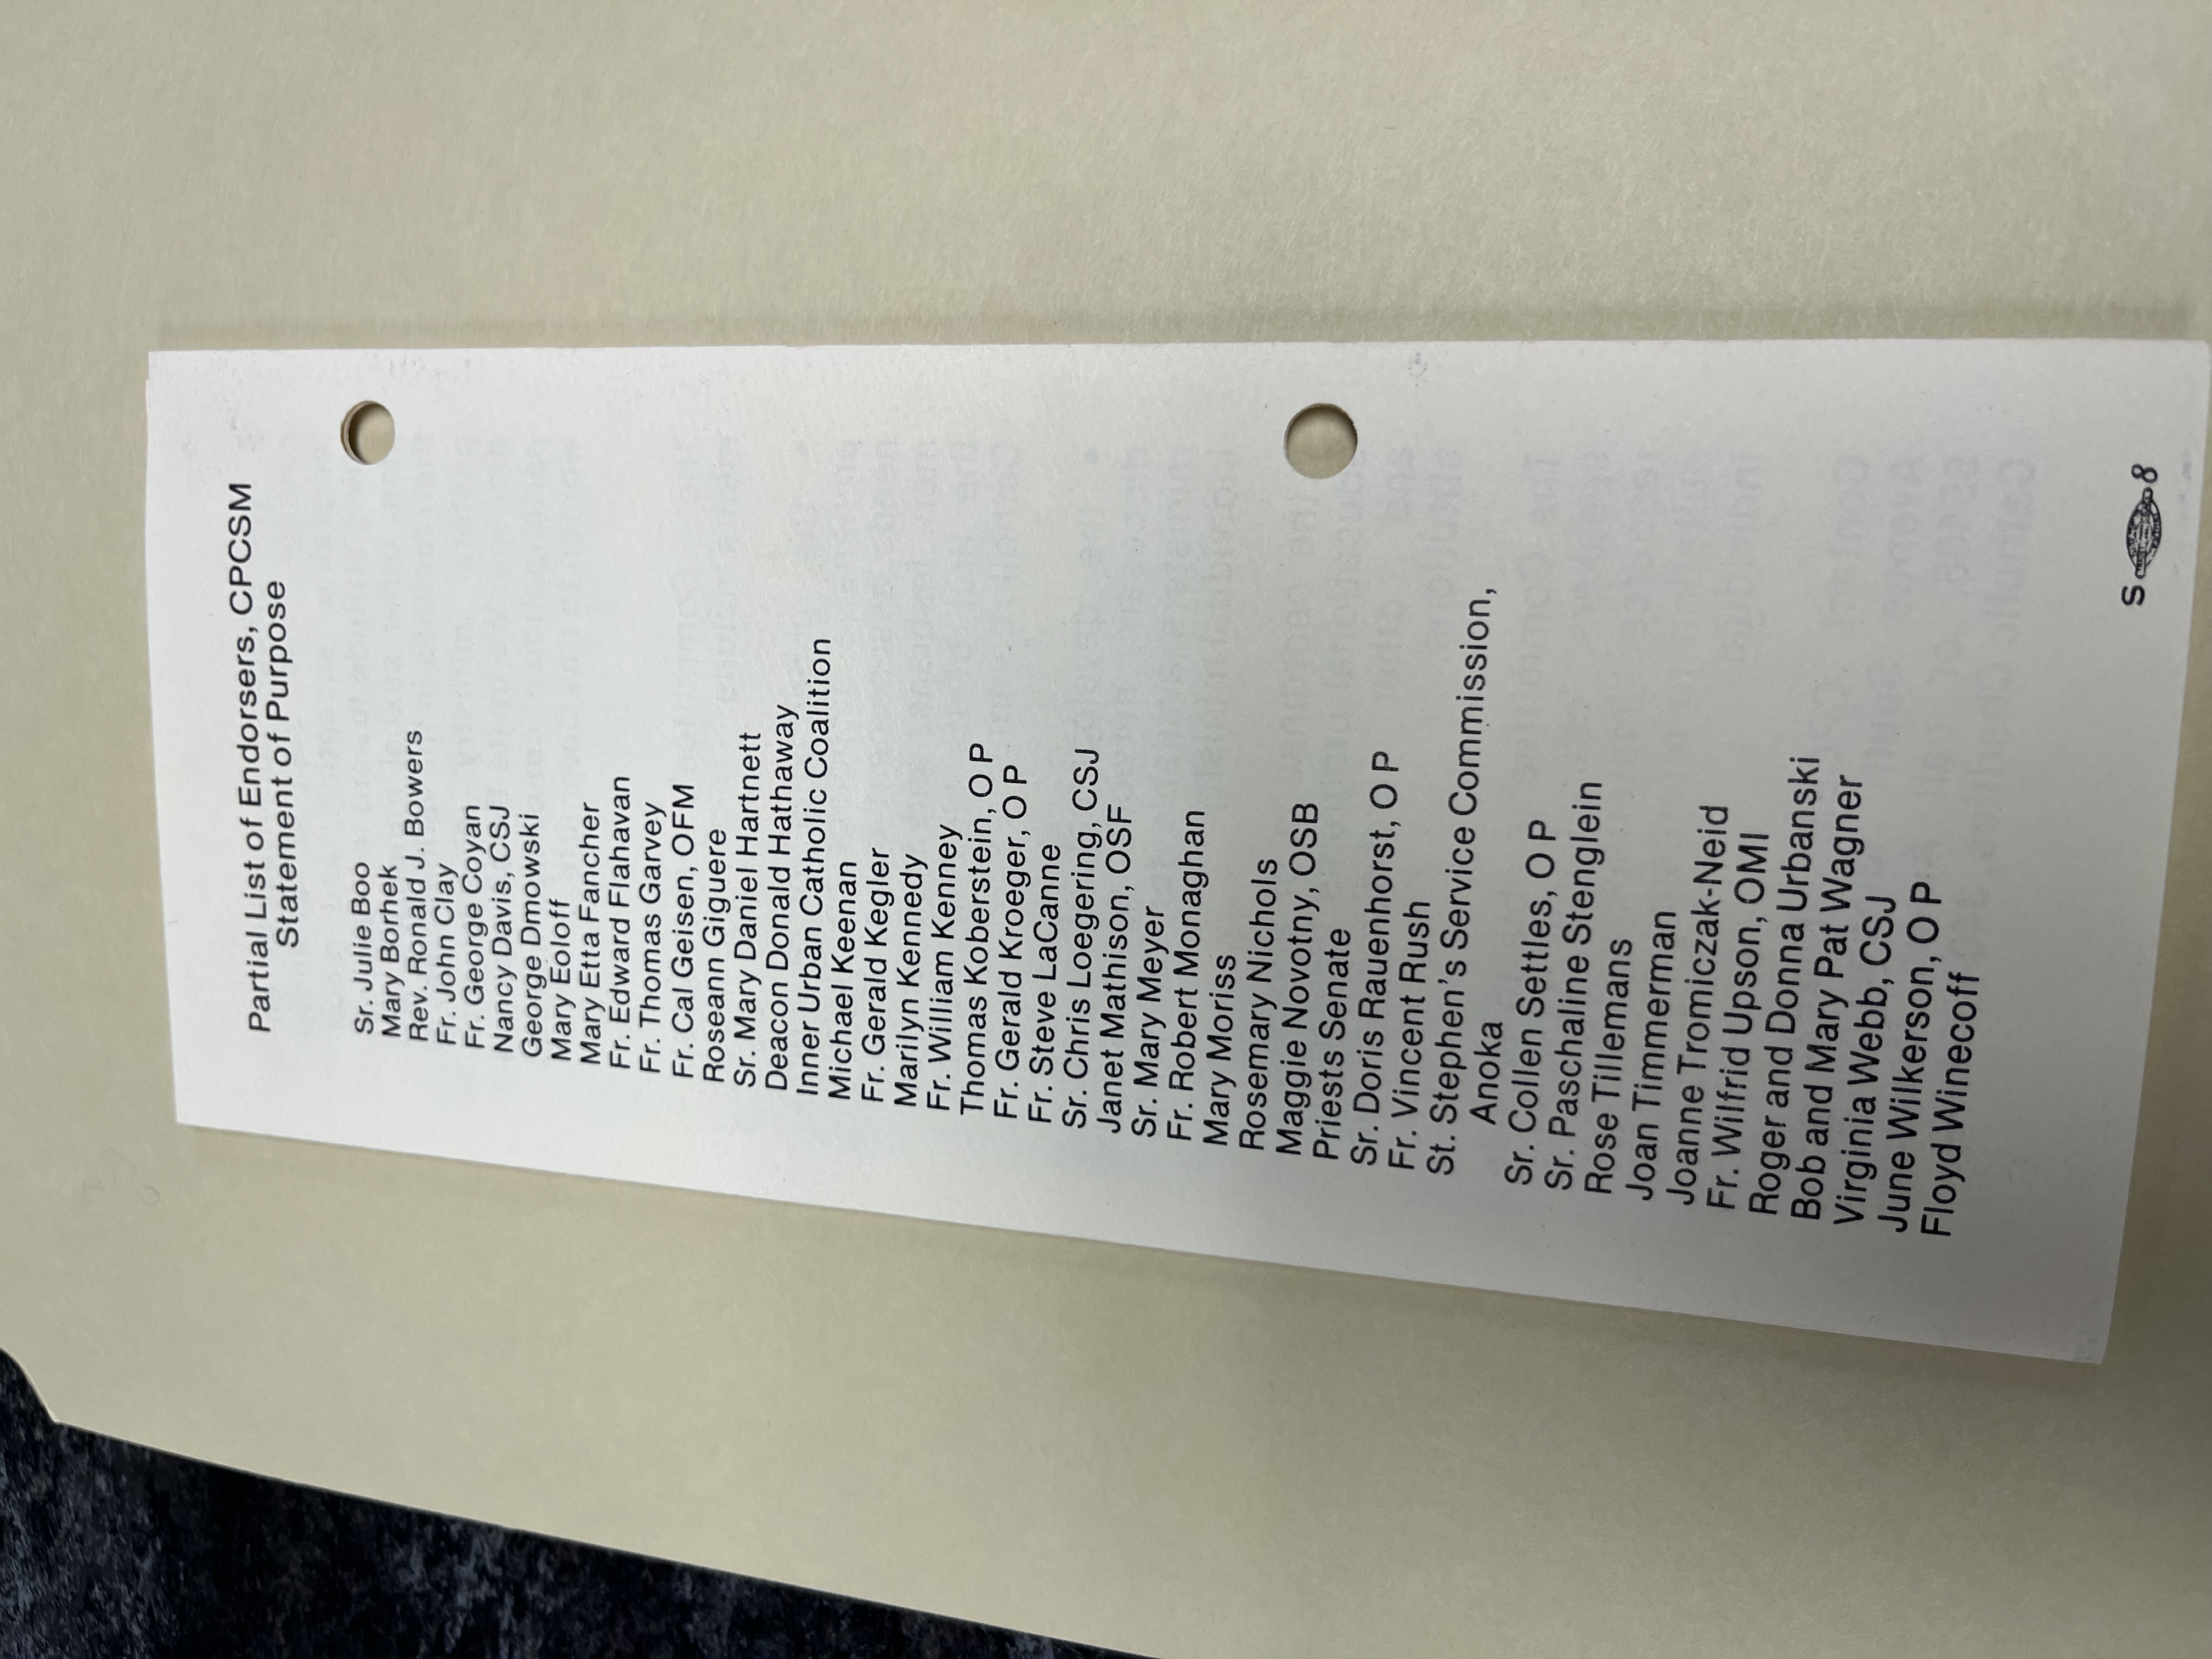 Partial List of Endorsers, CPCSM
Statement of Purpose
Sr. Julie Boo
Mary Borhek
Rev. Ronald J. Bowers
Fr. John Clay
Fr. George Coyan
Nancy Davis, CSJ
George Dmowski
Mary Eoloff
Mary Etta Fancher
Fr. Edward Flahavan
Fr. Thomas Garvey
Fr. Cal Geisen, OFM
Roseann Giguere
Sr. Mary Daniel Hartnett
Deacon Donald Hathaway
Inner Urban Catholic Coalition
Michael Keenan
Fr. Gerald Kegler
Marilyn Kennedy
Fr. William Kenney
Thomas Koberstein, O P
Fr. Gerald Kroeger, O P
Fr. Steve LaCanne
Sr. Chris Loegering, CSJ
Janet Mathison, OSF
Sr. Mary Meyer
Fr. Robert Monaghan
Mary Moriss
Rosemary Nichols
Maggie Novotny, OSB
Priests Senate
Sr. Doris Rauenhorst, O P
Fr. Vincent Rush
St. Stephen's Service Commission,
Anoka
Sr. Collen Settles, O P
Sr. Paschaline Stenglein
Rose Tillemans
Joan Timmerman
Joanne Tromiczak-Neid
Fr. Wilfrid Upson, OMI
Roger and Donna Urbanski
Bob and Mary Pat Wagner
Virginia Webb, CSJ
June Wilkerson, O P
Floyd Winecoff
S 8